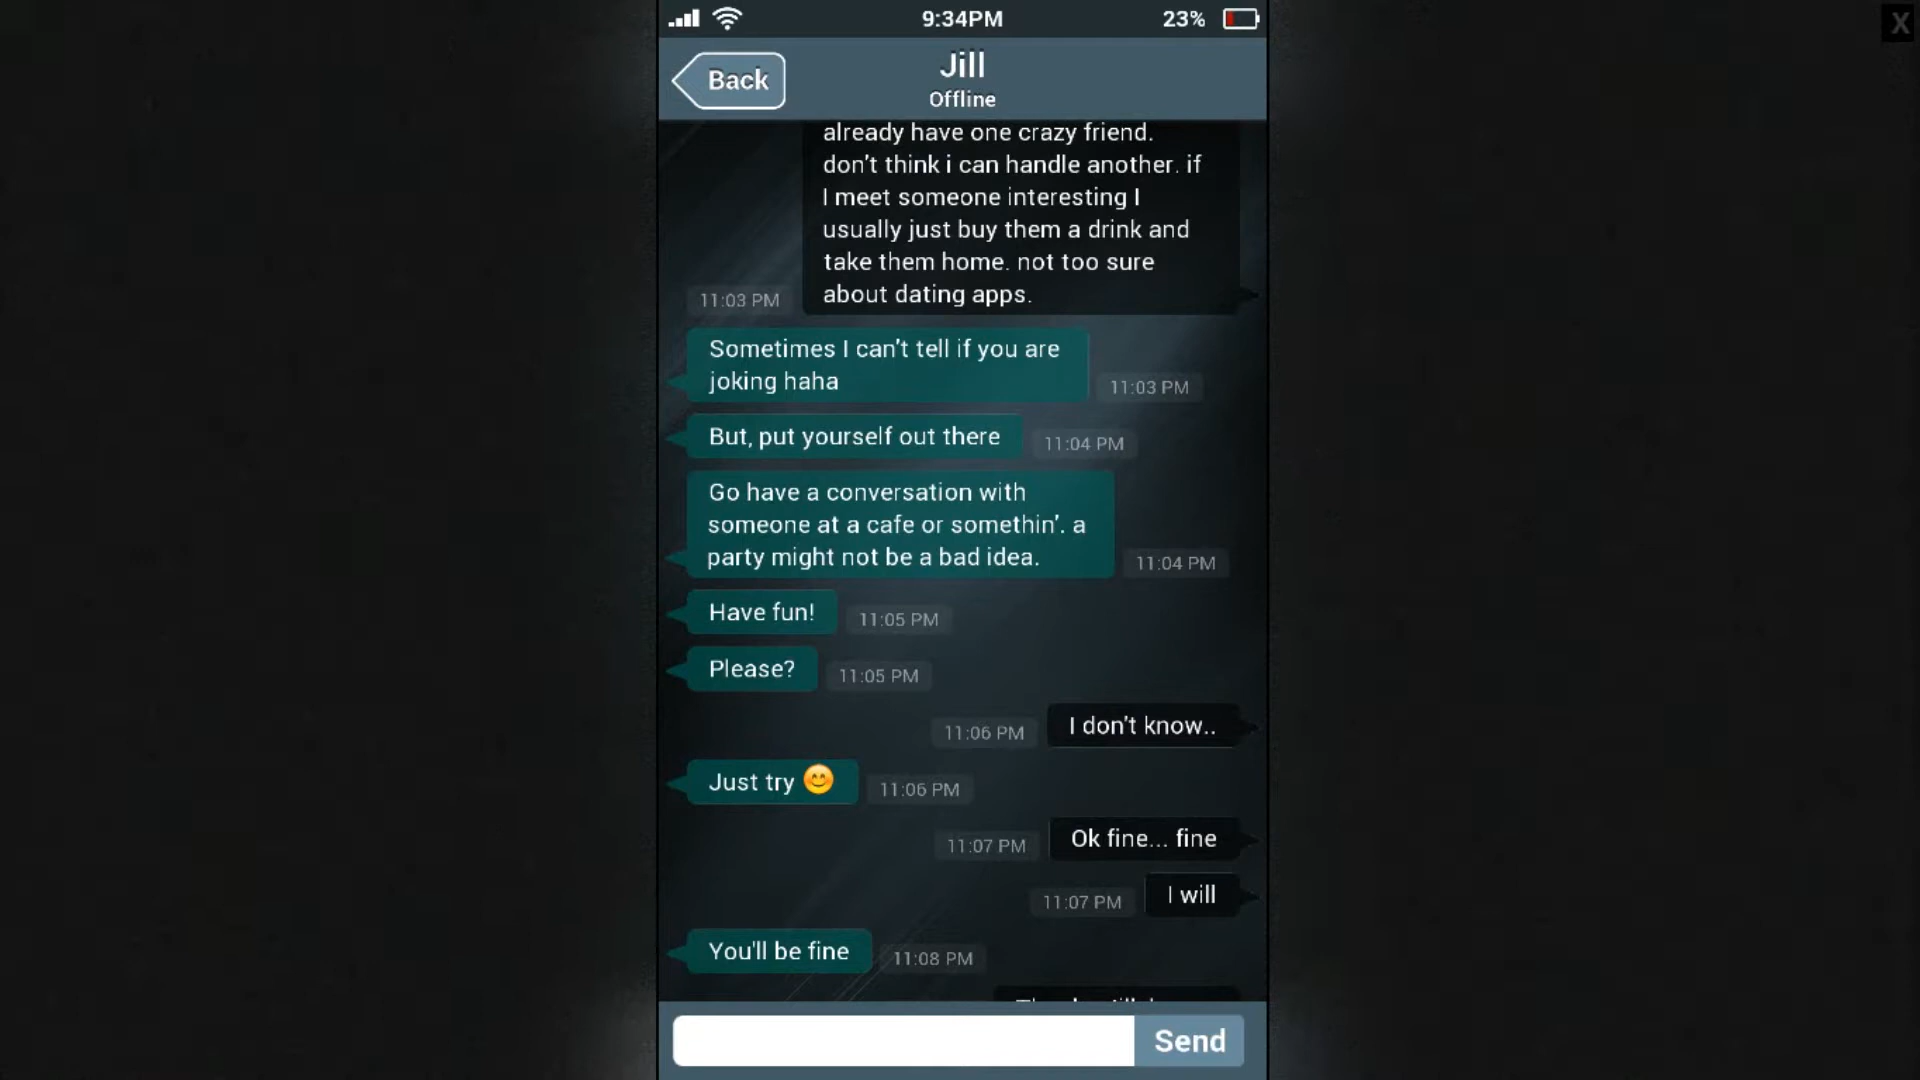 9:34PM
23%
X
Back
Jill
Offline
already have one crazy friend.
don't think i can handle another. if
I meet someone interesting I
usually just buy them a drink and
take them home. not too sure
about dating apps.
11:03 PM
Sometimes I can't tell if you are
joking haha
11:03 PM
But, put yourself out there
11:04 PM
Go have a conversation with
someone at a cafe or somethin'. a
party might not be a bad idea.
11:04 PM
Have fun!
11:05 PM
Please?
11:05 PM
I don't know..
11:06 PM
Just try 😊
11:06 PM
Ok fine... fine
11:07 PM
I will
11:07 PM
You'll be fine
11:08 PM
Send